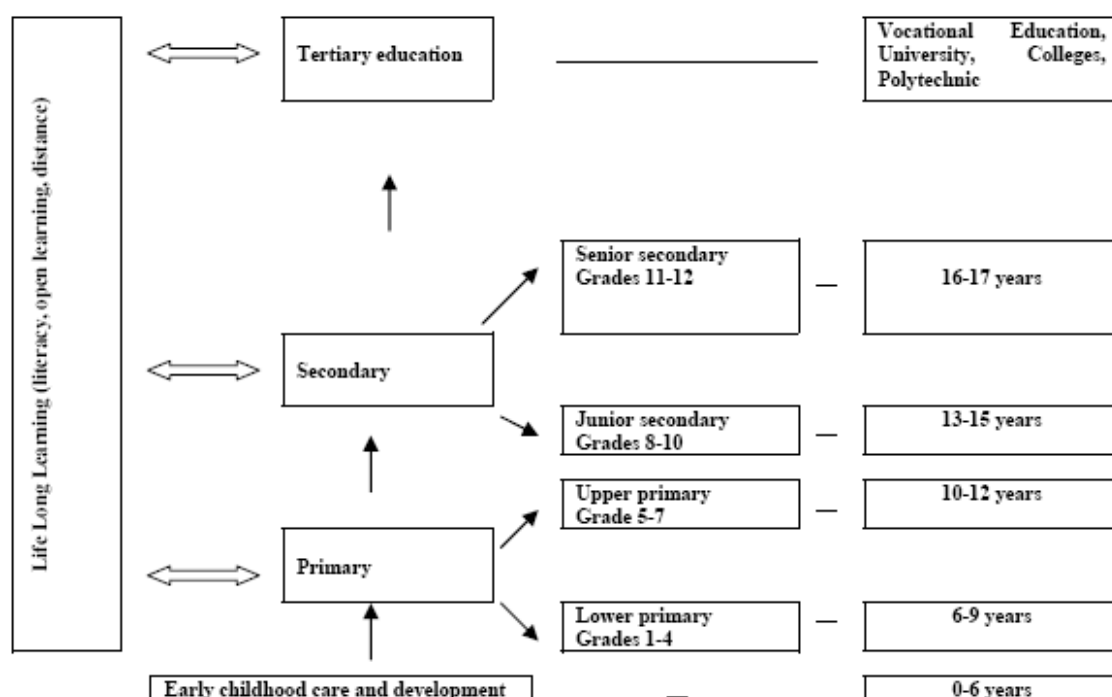 Life Long Learning (literacy, open learning, distance)
Tertiary education
Vocational Education,
University, Colleges,
Polytechnic
Senior secondary
Grades 11-12
16-17 years
Secondary
Junior secondary
Grades 8-10
13-15 years
Upper primary
Grade 5-7
10-12 years
Primary
Lower primary
Grades 1-4
6-9 years
Early childhood care and development
0-6 years